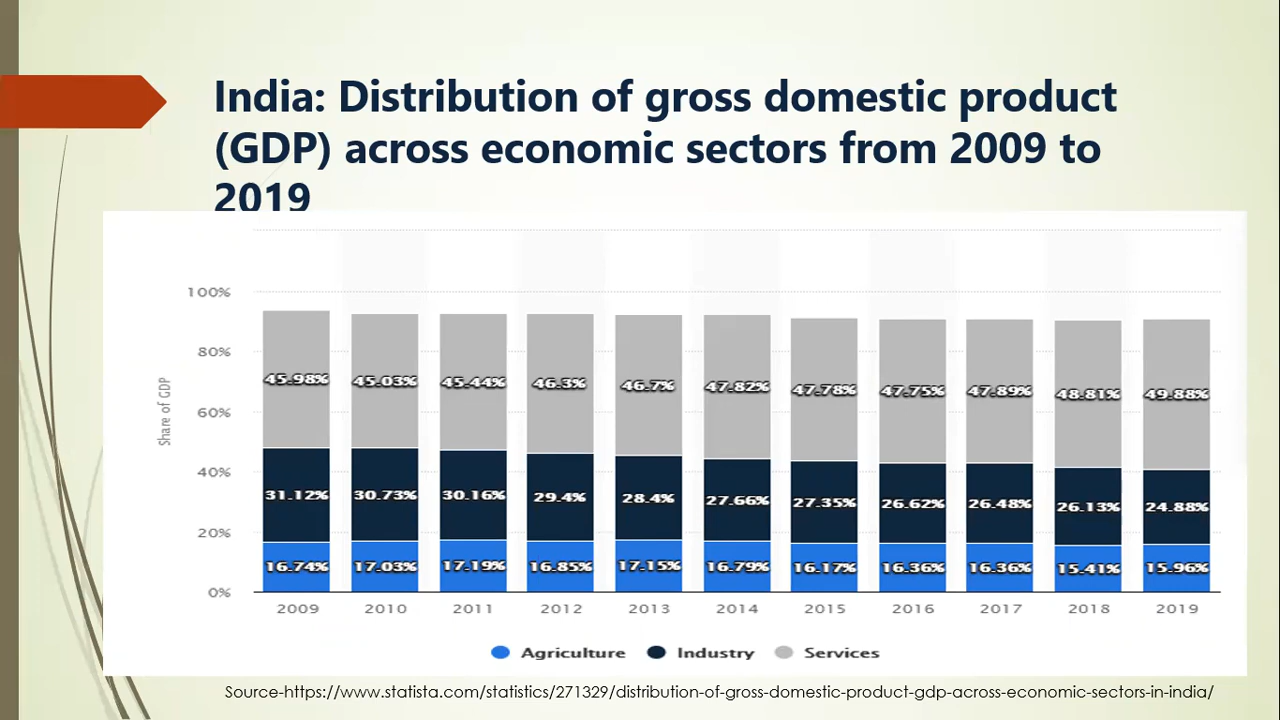 India: Distribution of gross domestic product
(GDP) across economic sectors from 2009 to
2019
100%
80%
60%
40%
20%
0%
Share of GDP
45.98% 45.03% 45.44% 46.3% 46.7% 47.82% 47.78% 47.75% 47.89% 48.81% 49.88%
31.12% 30.73% 30.16% 29.4% 28.4% 27.66% 27.35% 26.62% 26.48% 26.13% 24.88%
16.74% 17.03% 17.19% 16.85% 17.15% 16.79% 16.17% 16.36% 16.36% 15.41% 15.96%
2009 2010 2011 2012 2013 2014 2015 2016 2017 2018 2019
Agriculture Industry Services
Source-https://www.statista.com/statistics/271329/distribution-of-gross-domestic-product-gdp-across-economic-sectors-in-india/